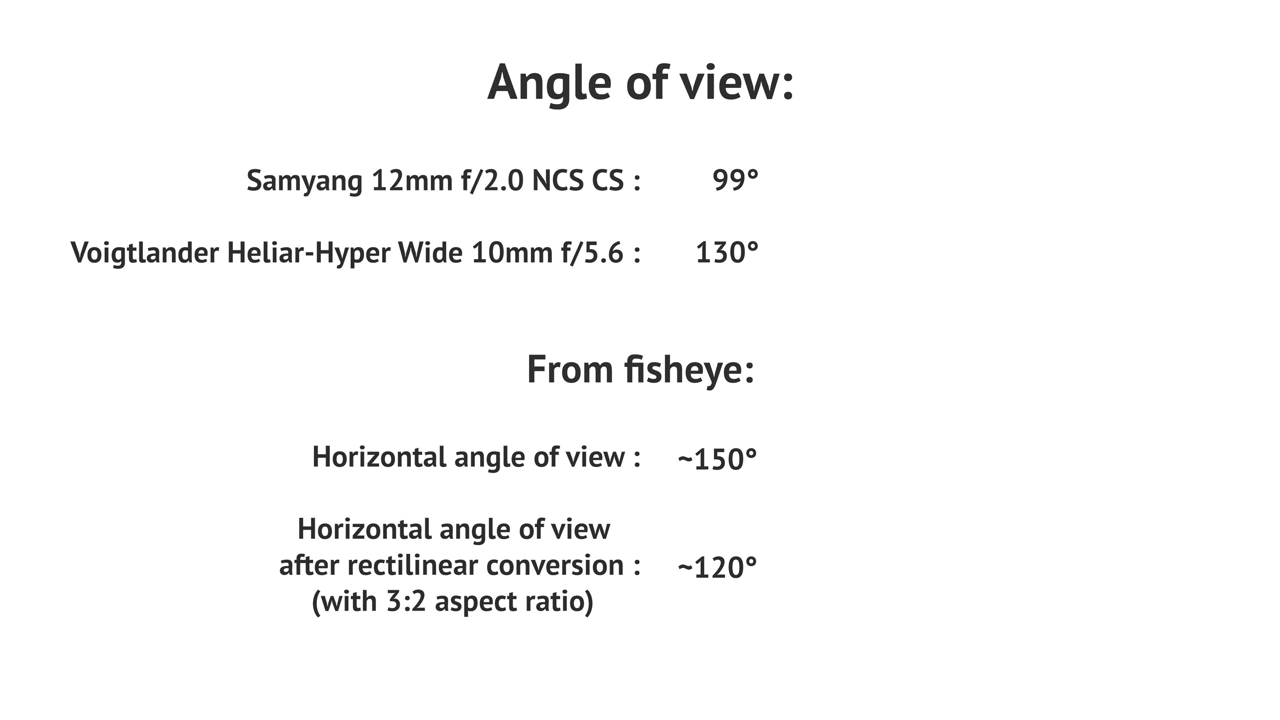 Angle of view:
Samyang 12mm f/2.0 NCS CS : 99°
Voigtlander Heliar-Hyper Wide 10mm f/5.6 : 130°
From fisheye:
Horizontal angle of view : ~150°
Horizontal angle of view
after rectilinear conversion : ~120°
(with 3:2 aspect ratio)